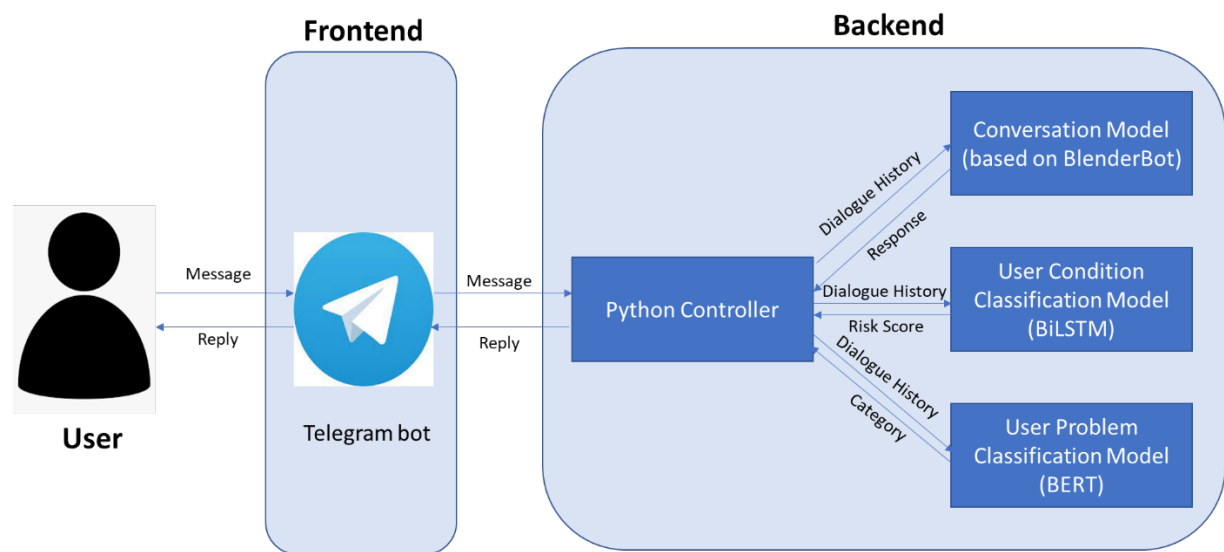 Frontend
Backend
Conversation Model
(based on BlenderBot)
Dialogue History
Response
Message
Reply
Message
Reply
Python Controller
Dialogue History
Risk Score
User Condition
Classification Model
(BiLSTM)
Dialogue History
Category
User Problem
Classification Model
(BERT)
User
Telegram bot